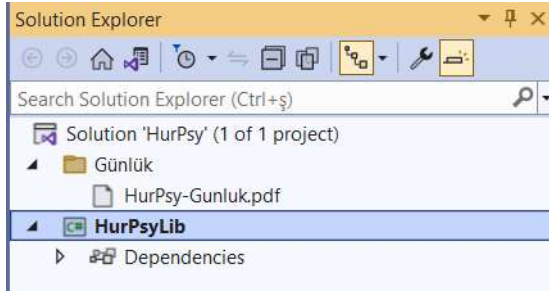 Solution Explorer
Search Solution Explorer (Ctrl+ş)
Solution 'HurPsy' (1 of 1 project)
Günlük
HurPsy-Gunluk.pdf
C# HurPsyLib
Dependencies